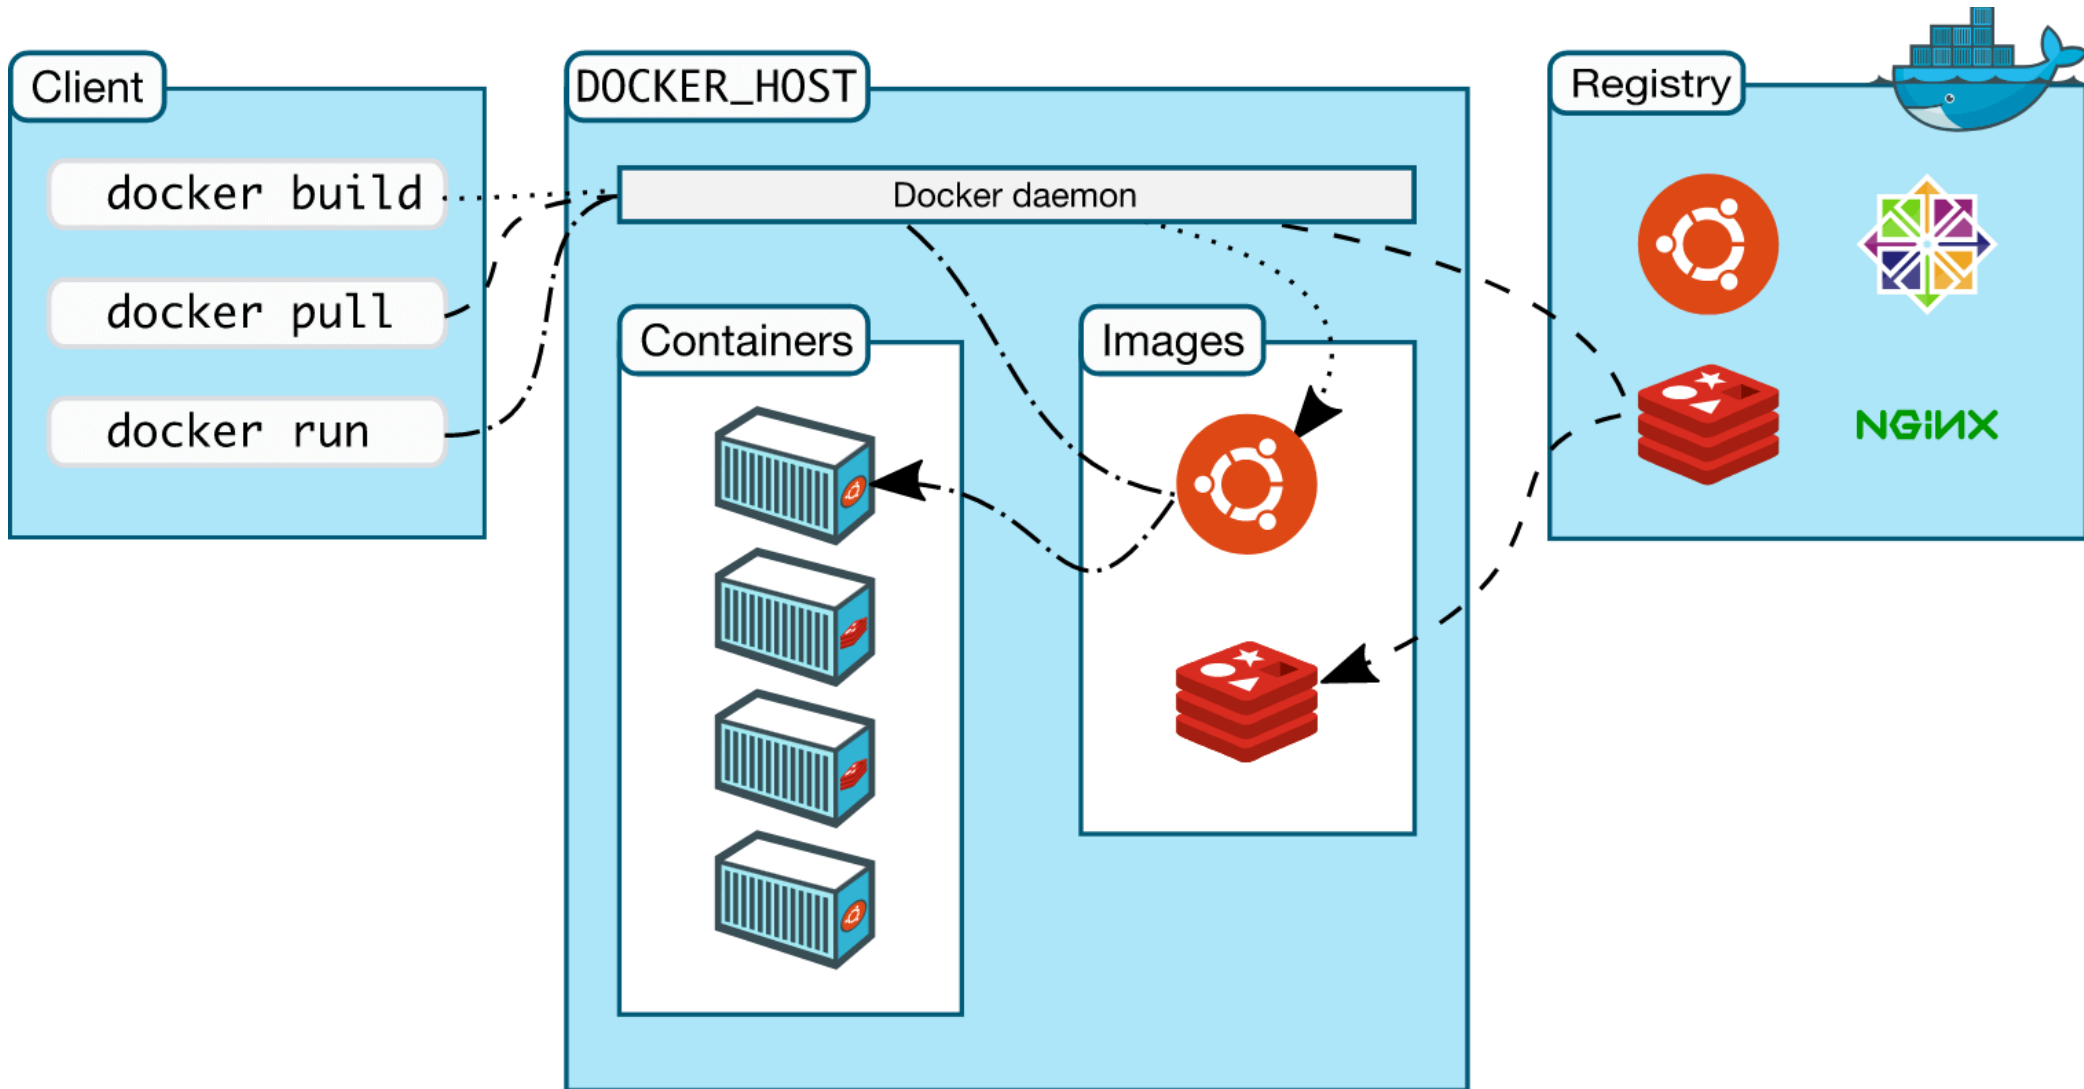 Client
docker build
docker pull
docker run
DOCKER_HOST
Docker daemon
Containers
Images
Registry
NGiNX